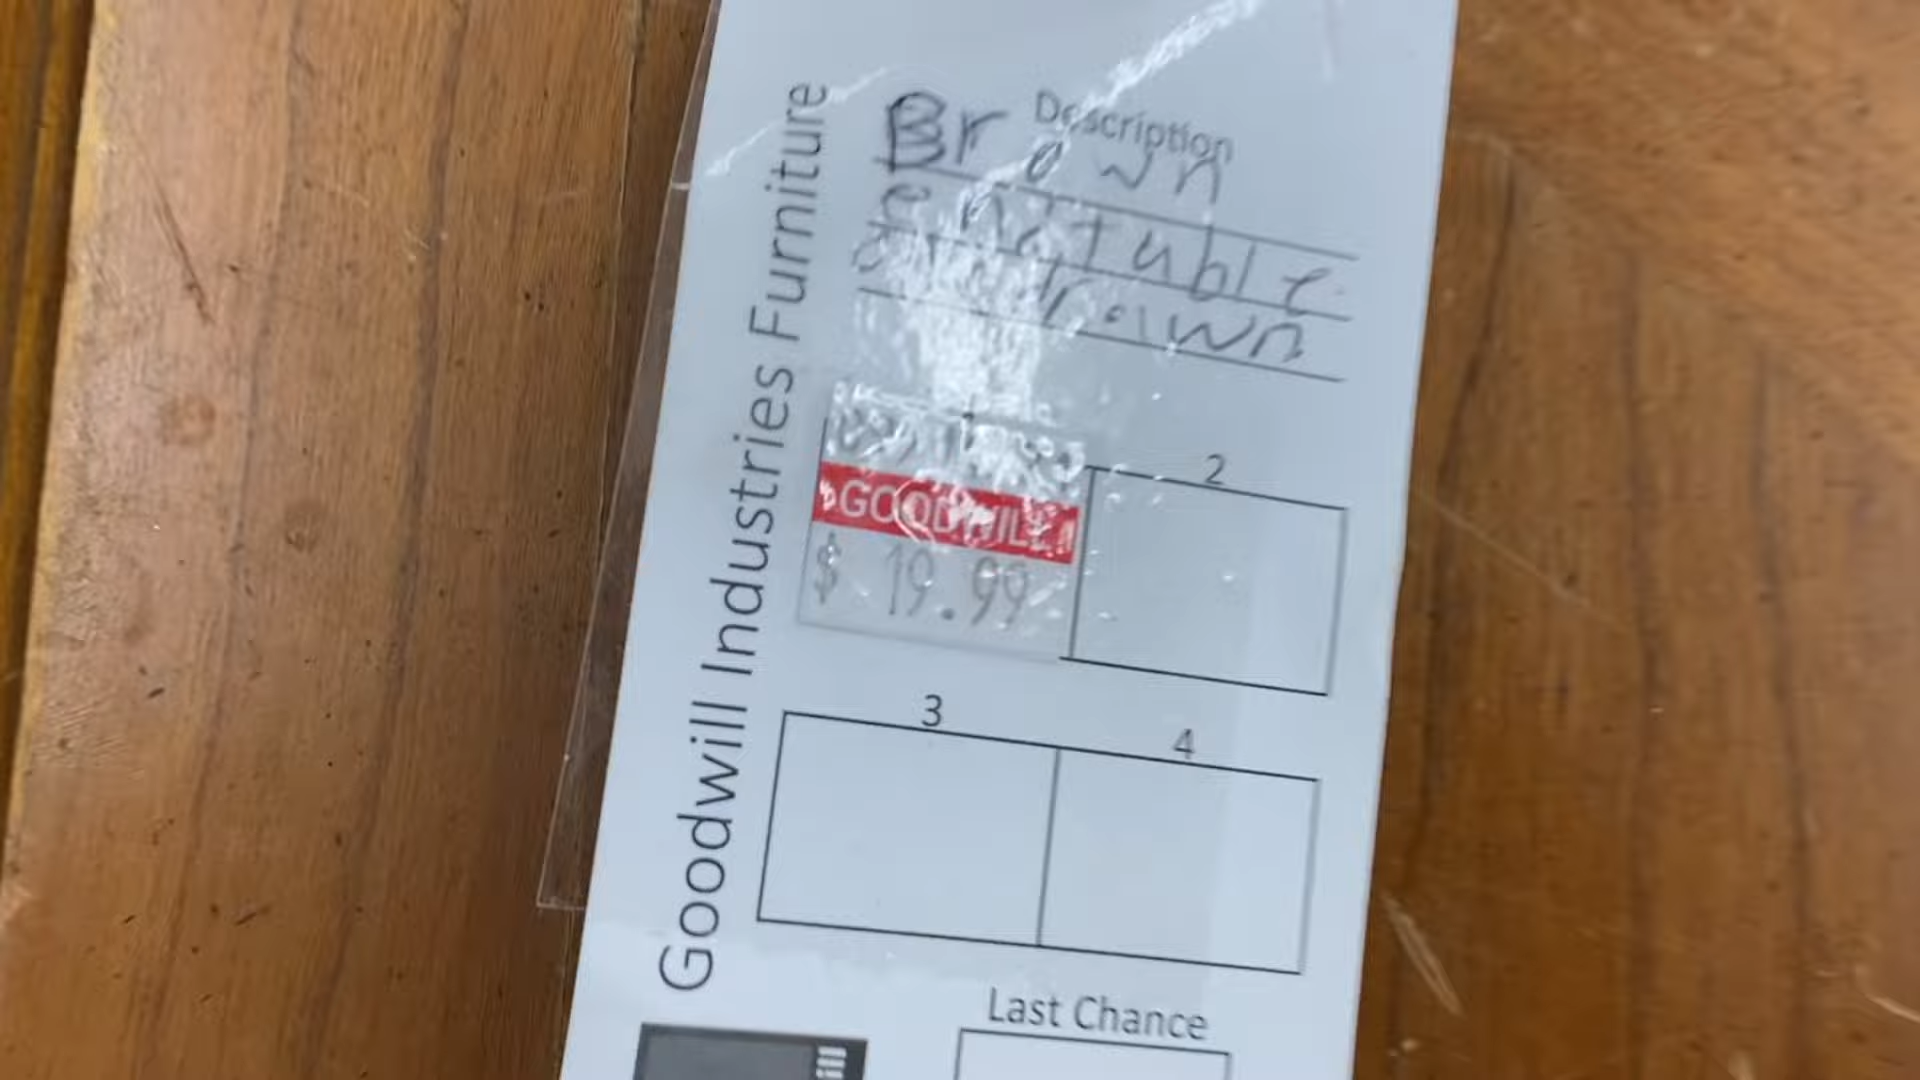 Goodwill Industries Furniture
Description
Brown
table
1
2
GOODWILL
$ 19.99
3
4
Last Chance